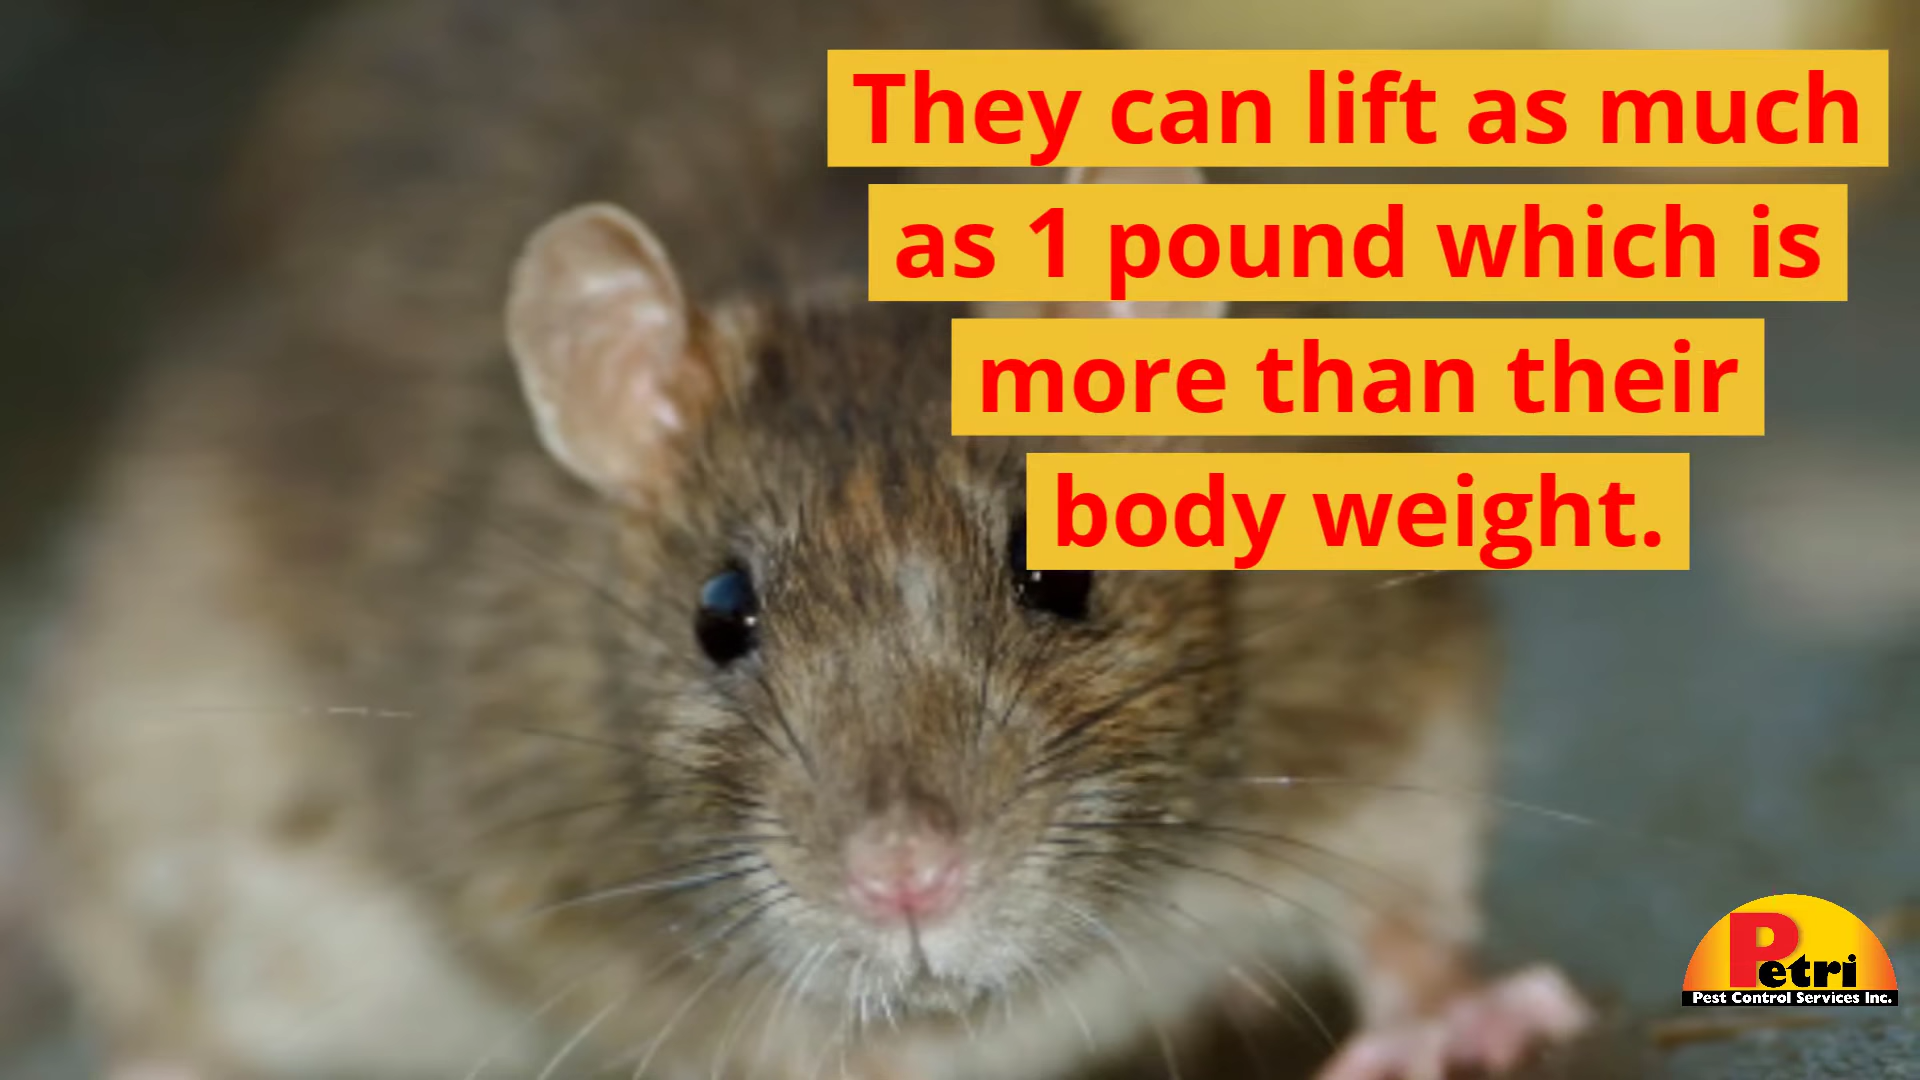 They can lift as much
as 1 pound which is
more than their
body weight.
Petri
Pest Control Services Inc.